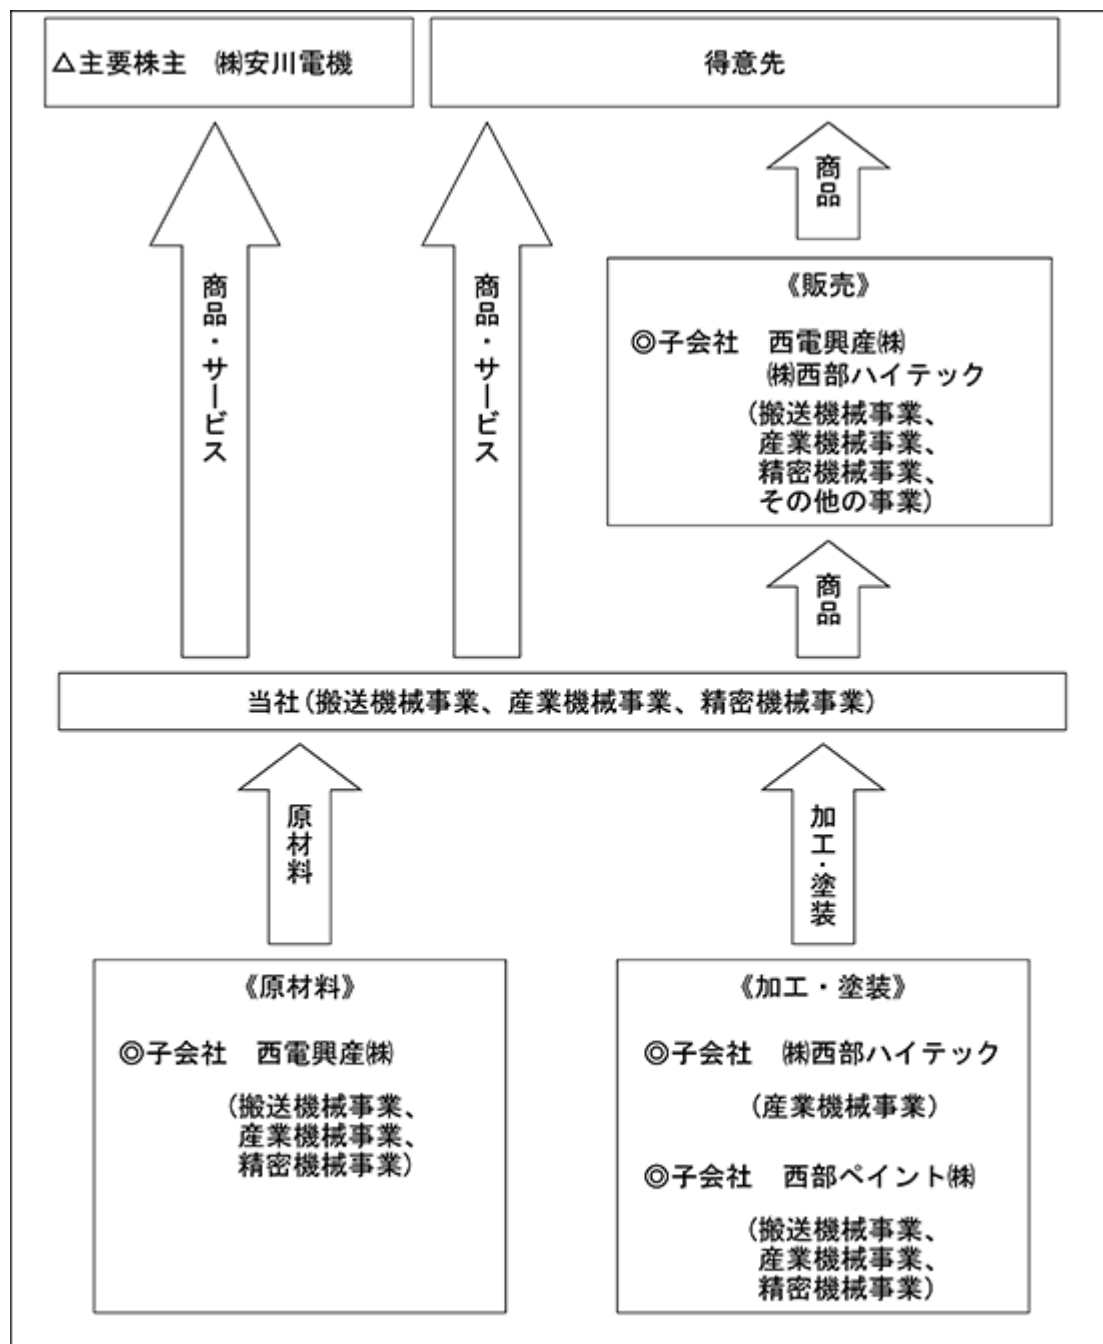 △主要株主　㈱安川電機
得意先
商品・サービス
商品・サービス
商品
《販売》
◎子会社　西電興産㈱
㈱西部ハイテック
(搬送機械事業、
産業機械事業、
精密機械事業、
その他の事業)
商品
当社(搬送機械事業、産業機械事業、精密機械事業)
原材料
加工・塗装
《原材料》
◎子会社　西電興産㈱
(搬送機械事業、
産業機械事業、
精密機械事業)
《加工・塗装》
◎子会社　㈱西部ハイテック
(産業機械事業)
◎子会社　西部ペイント㈱
(搬送機械事業、
産業機械事業、
精密機械事業)